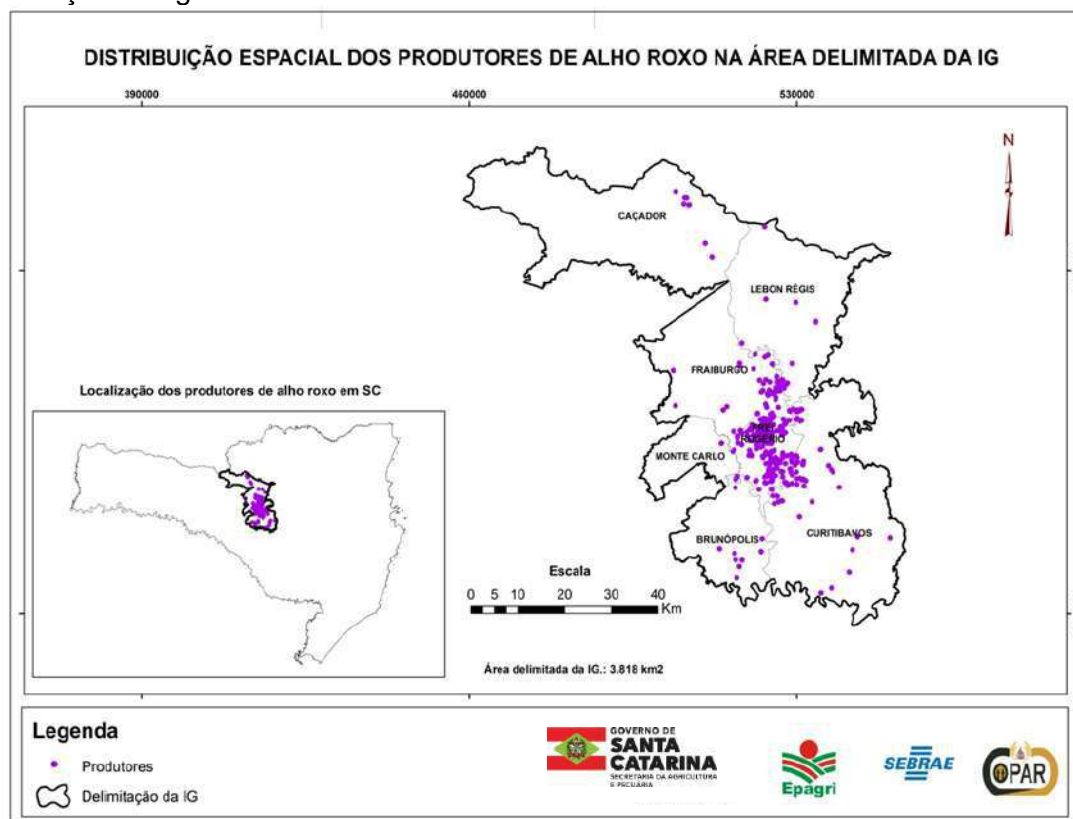 DISTRIBUIÇÃO ESPACIAL DOS PRODUTORES DE ALHO ROXO NA ÁREA DELIMITADA DA IG
390000
460000
530000
N
CAÇADOR
LEBON RÉGIS
FRAIBURGO
FREI
ROGÉRIO
MONTE CARLO
BRUNÓPOLIS
CURITIBANOS
Localização dos produtores de alho roxo em SC
Escala
0 5 10 20 30 40
Km
Área delimitada da IG.: 3.818 km2
Legenda
Produtores
Delimitação da IG
GOVERNO DE
SANTA
CATARINA
SECRETARIA DA AGRICULTURA
E PECUÁRIA
Epagri
SEBRAE
COPAR